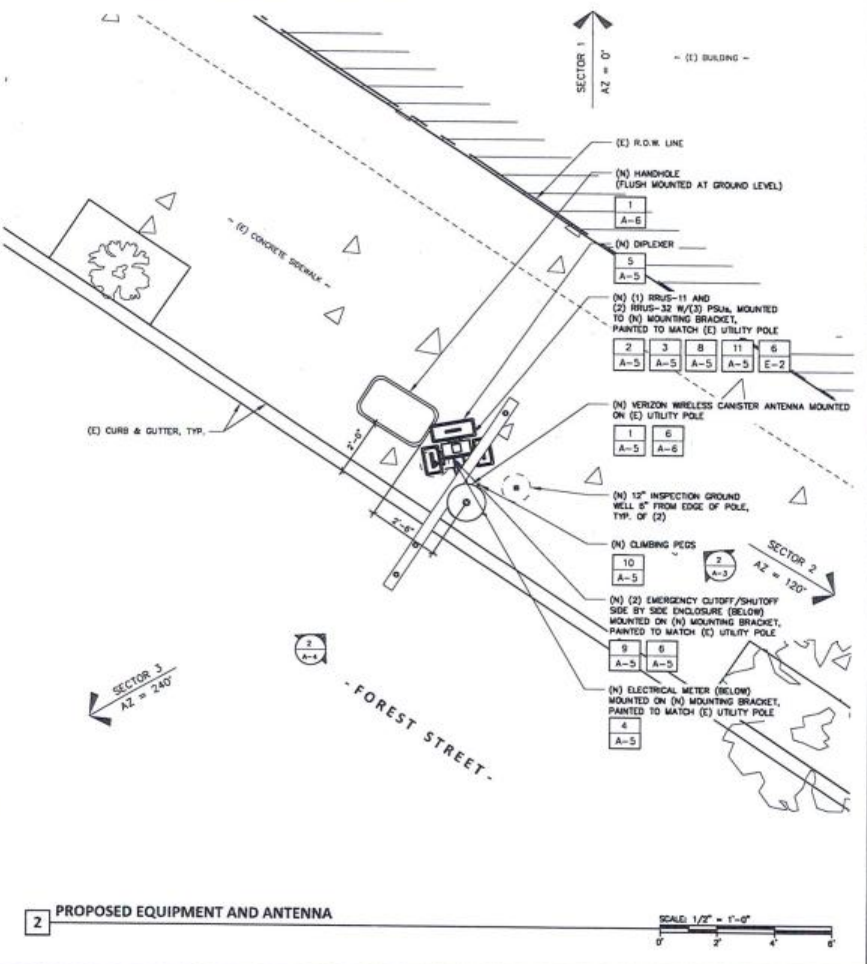 SECTOR 1
AZ = 0°
- (E) BUILDING -
(E) R.O.W. LINE
(N) HANDHOLE
(FLUSH MOUNTED AT GROUND LEVEL)
1
A-6
(N) DIPLEXER
5
A-5
- (E) CONCRETE SIDEWALK -
(N) (1) RRUS-11 AND
(2) RRUS-32 W/(3) PSUs, MOUNTED
TO (N) MOUNTING BRACKET,
PAINTED TO MATCH (E) UTILITY POLE
2 3 8 11 6
A-5 A-5 A-5 A-5 E-2
(N) VERIZON WIRELESS CANISTER ANTENNA MOUNTED
ON (E) UTILITY POLE
1 6
A-5 A-6
(E) CURB & GUTTER, TYP.
2'-0"
2'-6"
(N) 12" INSPECTION GROUND
WELL 6" FROM EDGE OF POLE,
TYP. OF (2)
(N) CLIMBING PEGS
10
A-5
2
A-3
SECTOR 2
AZ = 120°
(N) (2) EMERGENCY CUTOFF/SHUTOFF
SIDE BY SIDE ENCLOSURE (BELOW)
MOUNTED ON (N) MOUNTING BRACKET,
PAINTED TO MATCH (E) UTILITY POLE
9 6
A-5 A-5
2
A-4
SECTOR 3
AZ = 240°
- FOREST STREET -
(N) ELECTRICAL METER (BELOW)
MOUNTED ON (N) MOUNTING BRACKET,
PAINTED TO MATCH (E) UTILITY POLE
4
A-5
2 PROPOSED EQUIPMENT AND ANTENNA
SCALE: 1/2" = 1'-0"
0' 2' 4' 6'